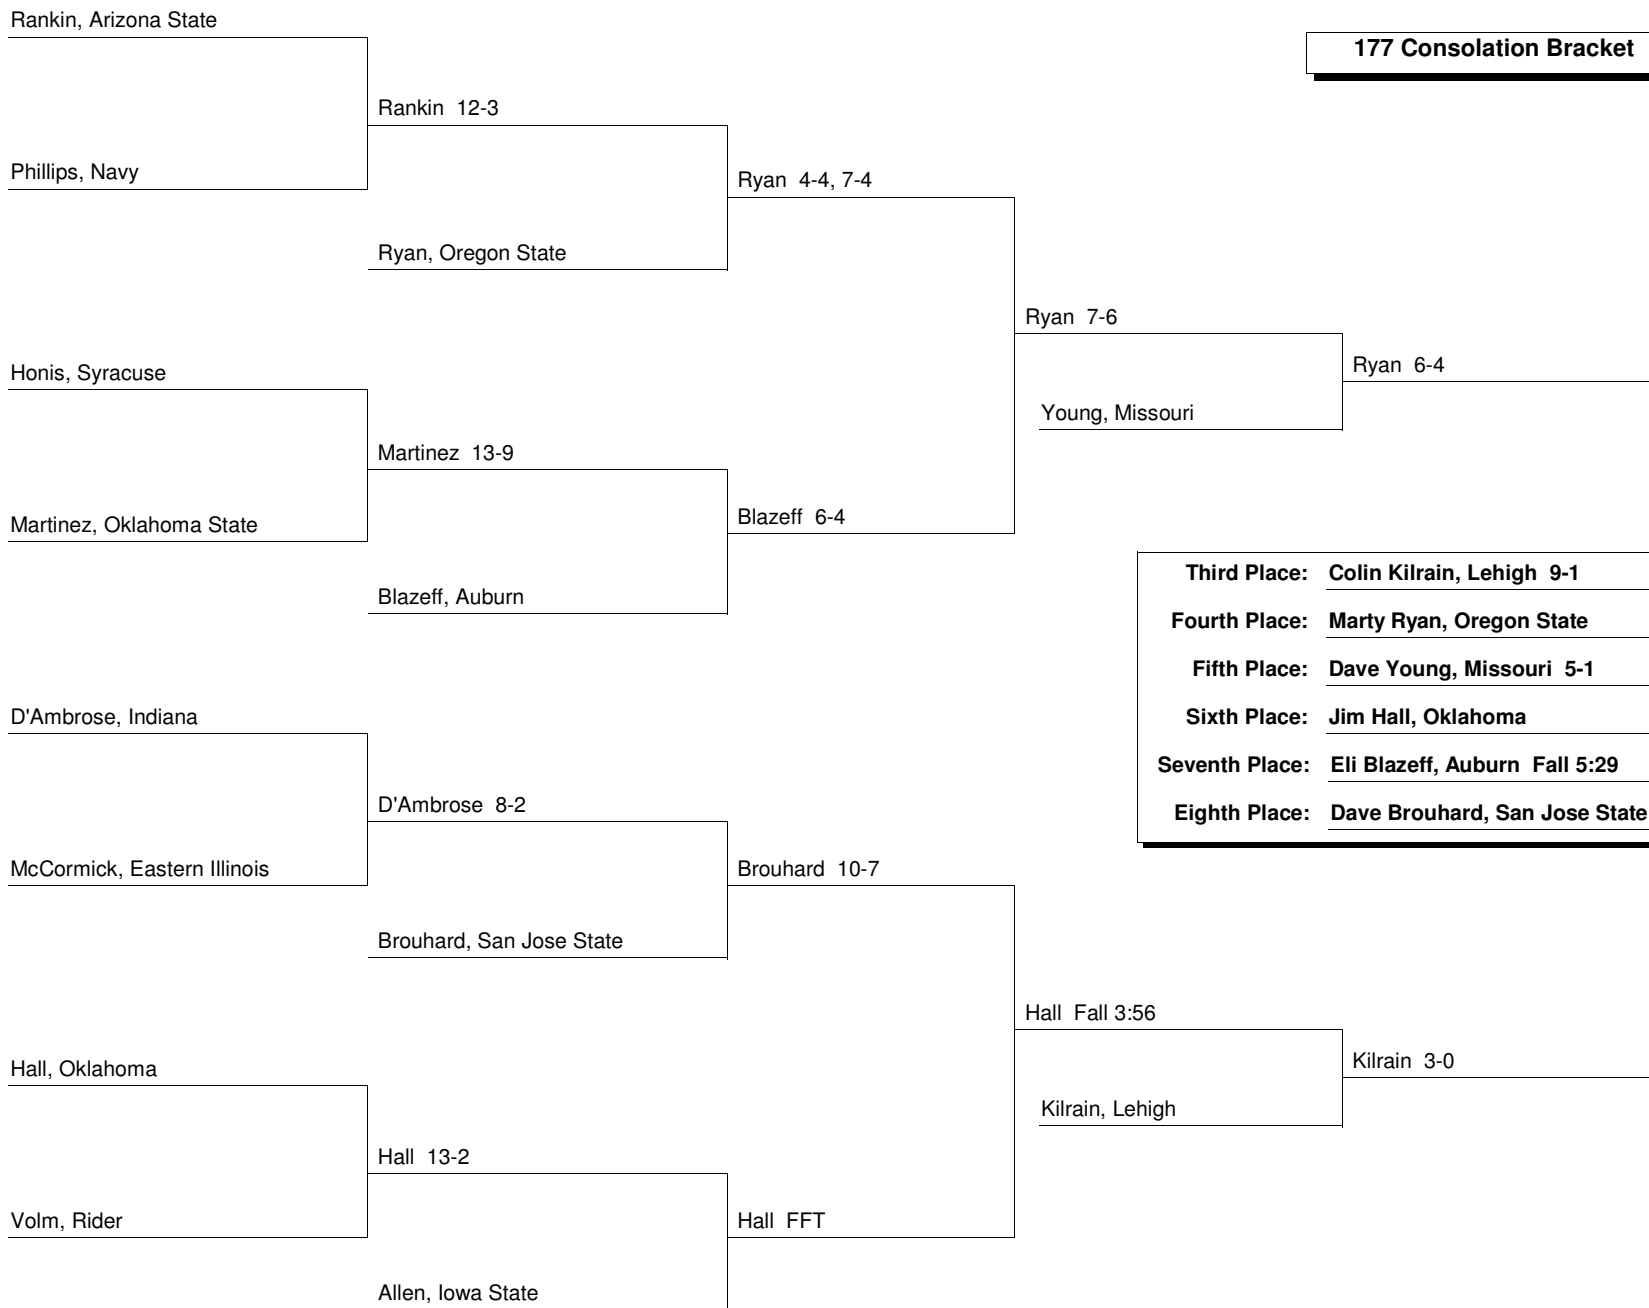 Rankin, Arizona State
177 Consolation Bracket
Rankin 12-3
Phillips, Navy
Ryan 4-4, 7-4
Ryan, Oregon State
Ryan 7-6
Honis, Syracuse
Ryan 6-4
Young, Missouri
Martinez 13-9
Martinez, Oklahoma State
Blazeff 6-4
Blazeff, Auburn
Third Place: Colin Kilrain, Lehigh 9-1
Fourth Place: Marty Ryan, Oregon State
Fifth Place: Dave Young, Missouri 5-1
Sixth Place: Jim Hall, Oklahoma
Seventh Place: Eli Blazeff, Auburn Fall 5:29
Eighth Place: Dave Brouhard, San Jose State
D'Ambrose, Indiana
D'Ambrose 8-2
McCormick, Eastern Illinois
Brouhard 10-7
Brouhard, San Jose State
Hall Fall 3:56
Hall, Oklahoma
Kilrain 3-0
Kilrain, Lehigh
Hall 13-2
Volm, Rider
Hall FFT
Allen, Iowa State